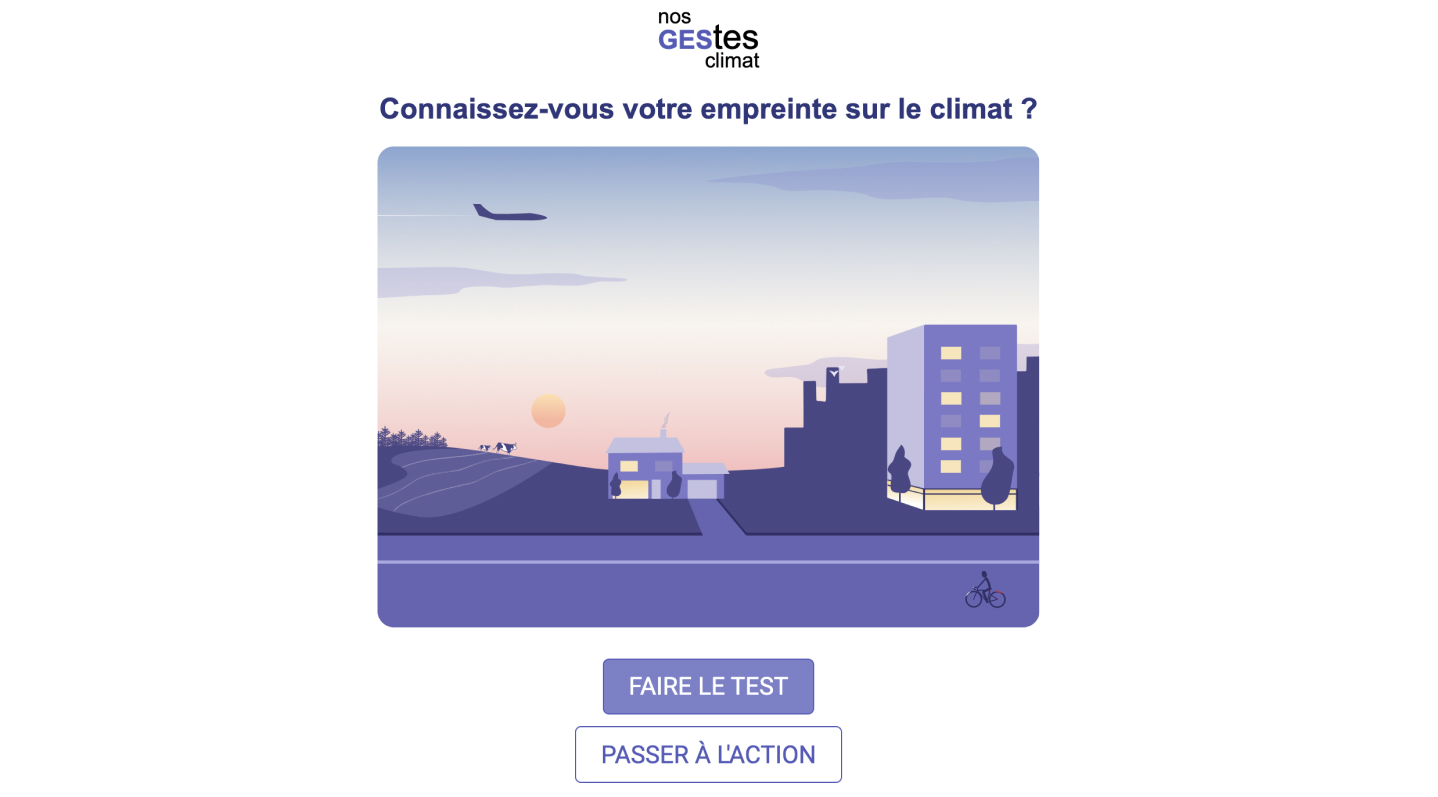 nos
GEStes
climat
Connaissez-vous votre empreinte sur le climat ?
FAIRE LE TEST
PASSER À L'ACTION